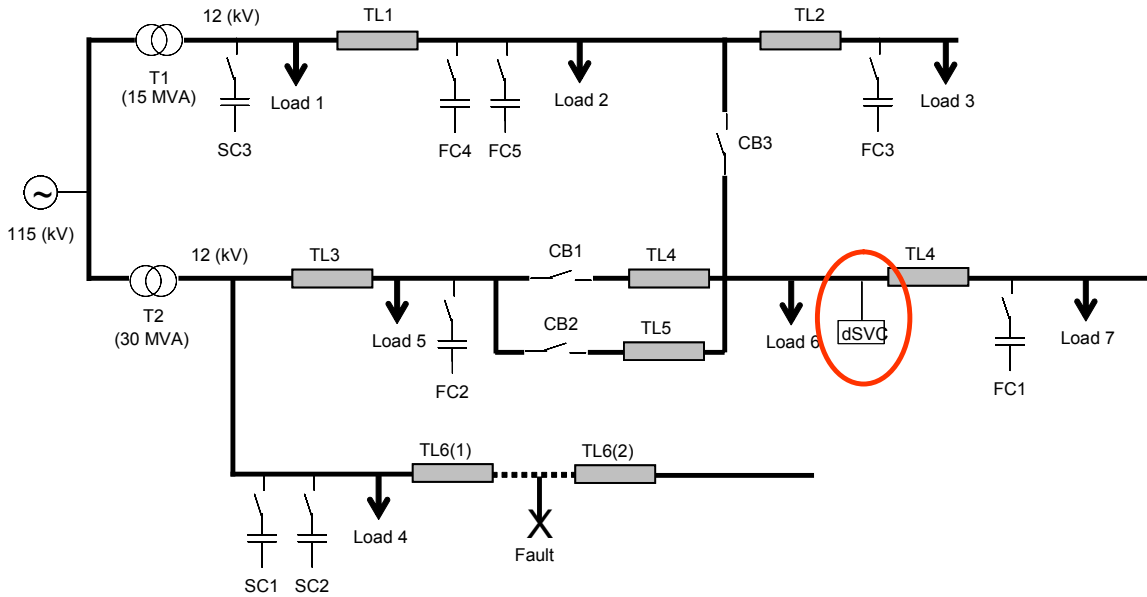 12 (kV)
TL1
TL2
T1
(15 MVA)
Load 1
Load 2
Load 3
SC3
FC4
FC5
CB3
FC3
~
115 (kV)
12 (kV)
TL3
CB1
TL4
TL4
T2
(30 MVA)
Load 5
CB2
TL5
Load 6
dSVC
Load 7
FC2
FC1
TL6(1)
TL6(2)
Load 4
X
Fault
SC1
SC2